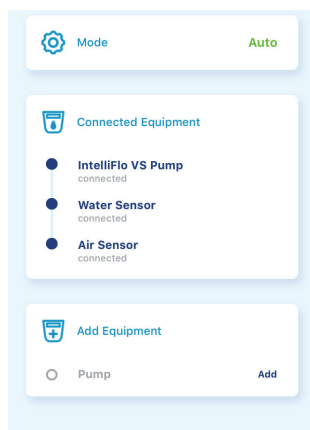 Mode Auto
Connected Equipment
IntelliFlo VS Pump
connected
Water Sensor
connected
Air Sensor
connected
Add Equipment
Pump Add